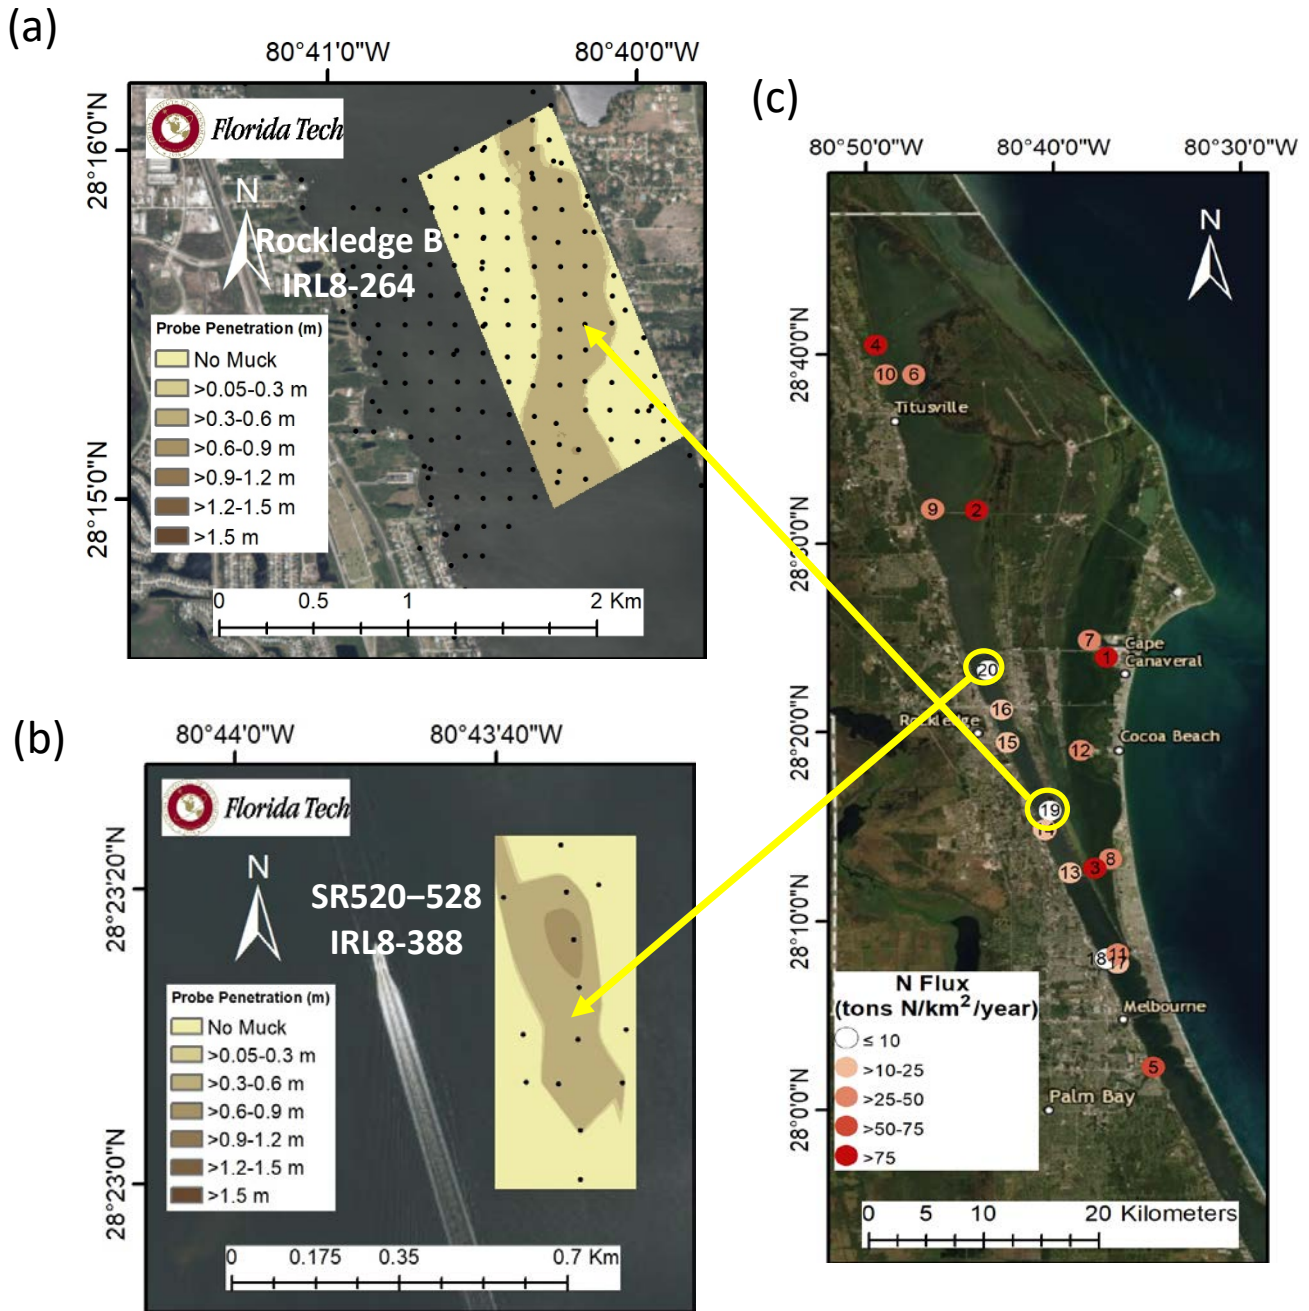 (a)
80°41'0"W 80°40'0"W
28°16'0"N
28°15'0"N
Florida Tech
N
Rockledge B
IRL8-264
Probe Penetration (m)
No Muck
>0.05-0.3 m
>0.3-0.6 m
>0.6-0.9 m
>0.9-1.2 m
>1.2-1.5 m
>1.5 m
0 0.5 1 2 Km
(b)
80°44'0"W 80°43'40"W
28°23'20"N
28°23'0"N
Florida Tech
N
SR520–528
IRL8-388
Probe Penetration (m)
No Muck
>0.05-0.3 m
>0.3-0.6 m
>0.6-0.9 m
>0.9-1.2 m
>1.2-1.5 m
>1.5 m
0 0.175 0.35 0.7 Km
(c)
80°50'0"W 80°40'0"W 80°30'0"W
28°40'0"N
28°30'0"N
28°20'0"N
28°10'0"N
28°0'0"N
N
4
10 6
Titusville
9 2
7
Cape
1
Canaveral
20
16
Rockledge
15
12
Cocoa Beach
19
14
8
3
13
11
18
17
Melbourne
5
Palm Bay
N Flux
(tons N/km²/year)
≤ 10
>10-25
>25-50
>50-75
>75
0 5 10 20 Kilometers